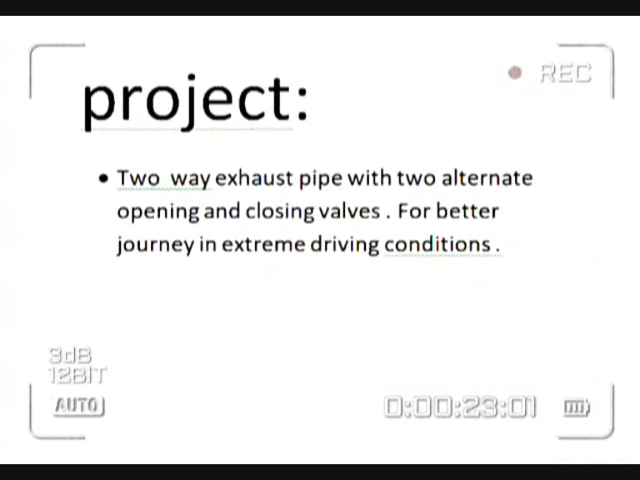 REC
project:
• Two way exhaust pipe with two alternate
opening and closing valves . For better
journey in extreme driving conditions .
3dB
12BIT
AUTO
0:00:23:01